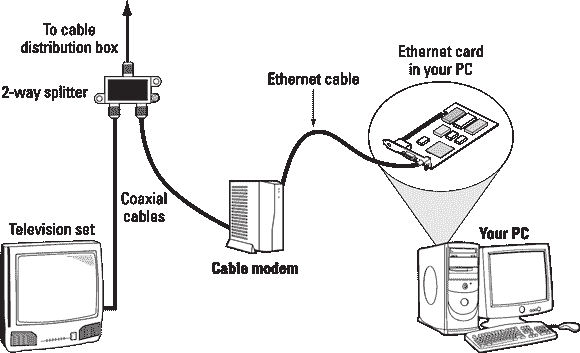 To cable
distribution box
2-way splitter
Ethernet cable
Ethernet card
in your PC
Coaxial
cables
Television set
Cable modem
Your PC